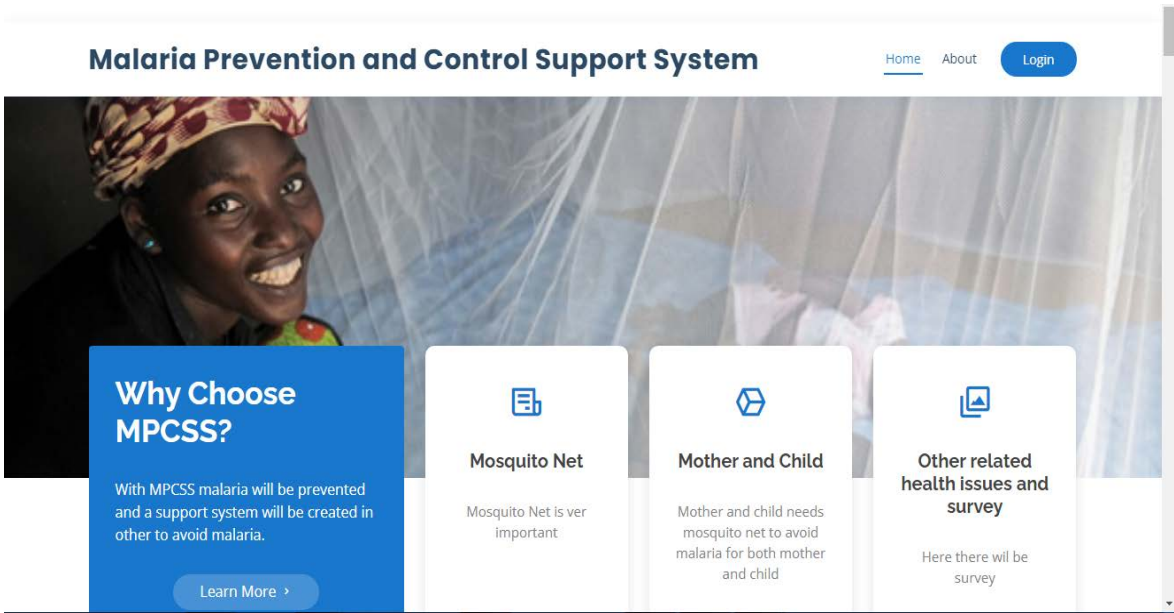 Malaria Prevention and Control Support System
Home
About
Login
Why Choose
MPCSS?
With MPCSS malaria will be prevented
and a support system will be created in
other to avoid malaria.
Learn More ›
Mosquito Net
Mosquito Net is ver
important
Mother and Child
Mother and child needs
mosquito net to avoid
malaria for both mother
and child
Other related
health issues and
survey
Here there wil be
survey